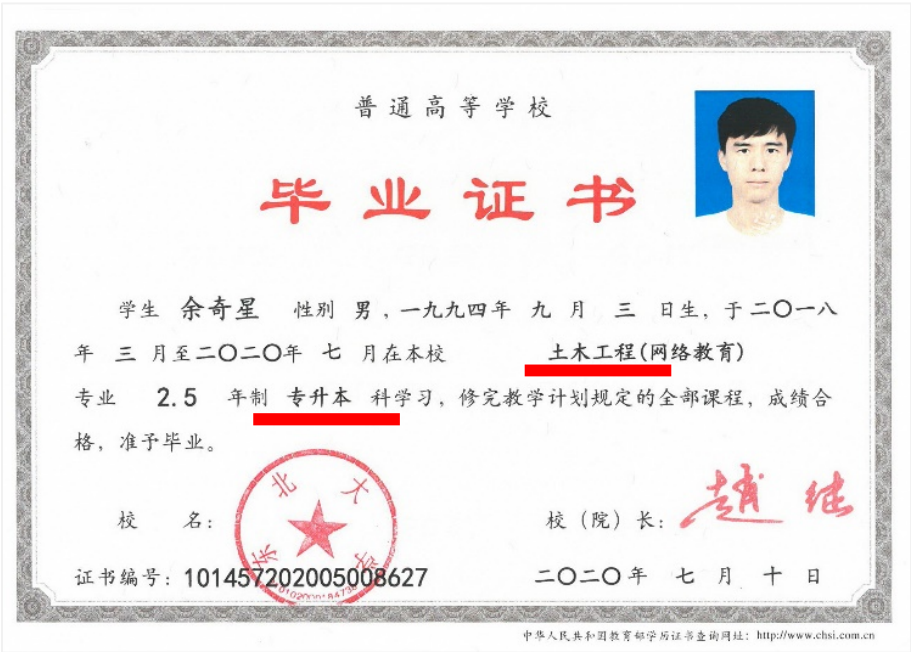 普通高等学校
毕业证书
学生 余奇星 性别 男，一九九四年 九 月 三 日生，于二〇一八
年 三 月至二〇二〇年 七 月在本校 土木工程(网络教育)
专业 2.5 年制 专升本 科学习，修完教学计划规定的全部课程，成绩合
格，准予毕业。
东北大学
校 名：
校（院）长：
赵继
证书编号：101457202005008627
二〇二〇年 七 月 十 日
中华人民共和国教育部学历证书查询网址：http://www.chsi.com.cn